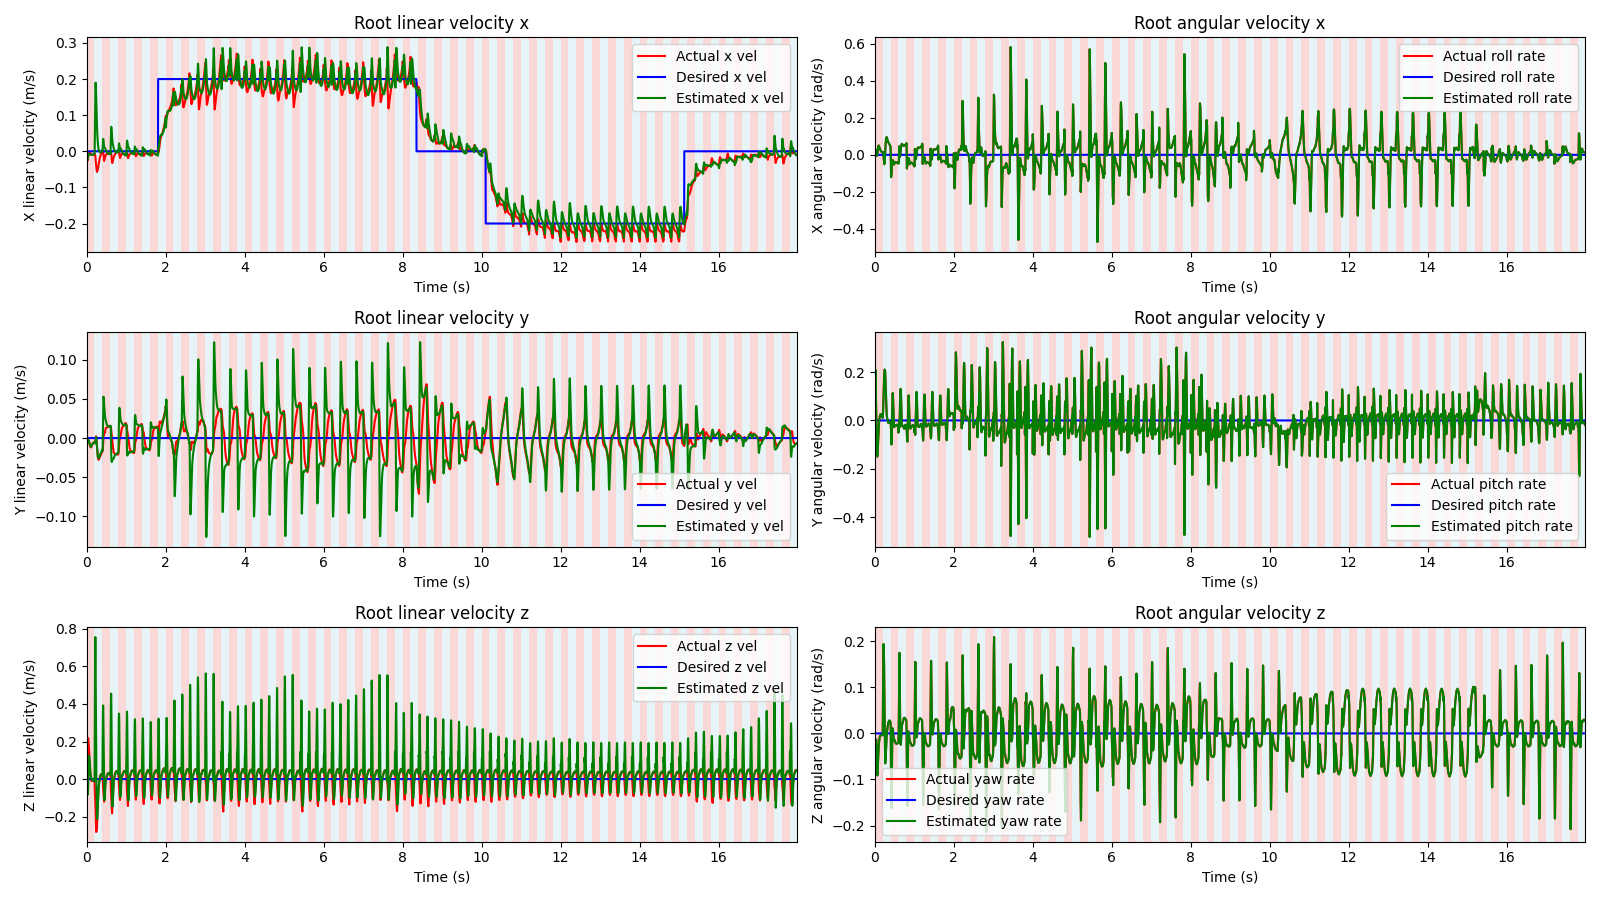 Root linear velocity x
X linear velocity (m/s)
0.3
0.2
0.1
0.0
−0.1
−0.2
Actual x vel
Desired x vel
Estimated x vel
0 2 4 6 8 10 12 14 16
Time (s)
Root angular velocity x
X angular velocity (rad/s)
0.6
0.4
0.2
0.0
−0.2
−0.4
Actual roll rate
Desired roll rate
Estimated roll rate
0 2 4 6 8 10 12 14 16
Time (s)
Root linear velocity y
Y linear velocity (m/s)
0.10
0.05
0.00
−0.05
−0.10
Actual y vel
Desired y vel
Estimated y vel
0 2 4 6 8 10 12 14 16
Time (s)
Root angular velocity y
Y angular velocity (rad/s)
0.2
0.0
−0.2
−0.4
Actual pitch rate
Desired pitch rate
Estimated pitch rate
0 2 4 6 8 10 12 14 16
Time (s)
Root linear velocity z
Z linear velocity (m/s)
0.8
0.6
0.4
0.2
0.0
−0.2
Actual z vel
Desired z vel
Estimated z vel
0 2 4 6 8 10 12 14 16
Time (s)
Root angular velocity z
Z angular velocity (rad/s)
0.2
0.1
0.0
−0.1
−0.2
Actual yaw rate
Desired yaw rate
Estimated yaw rate
0 2 4 6 8 10 12 14 16
Time (s)